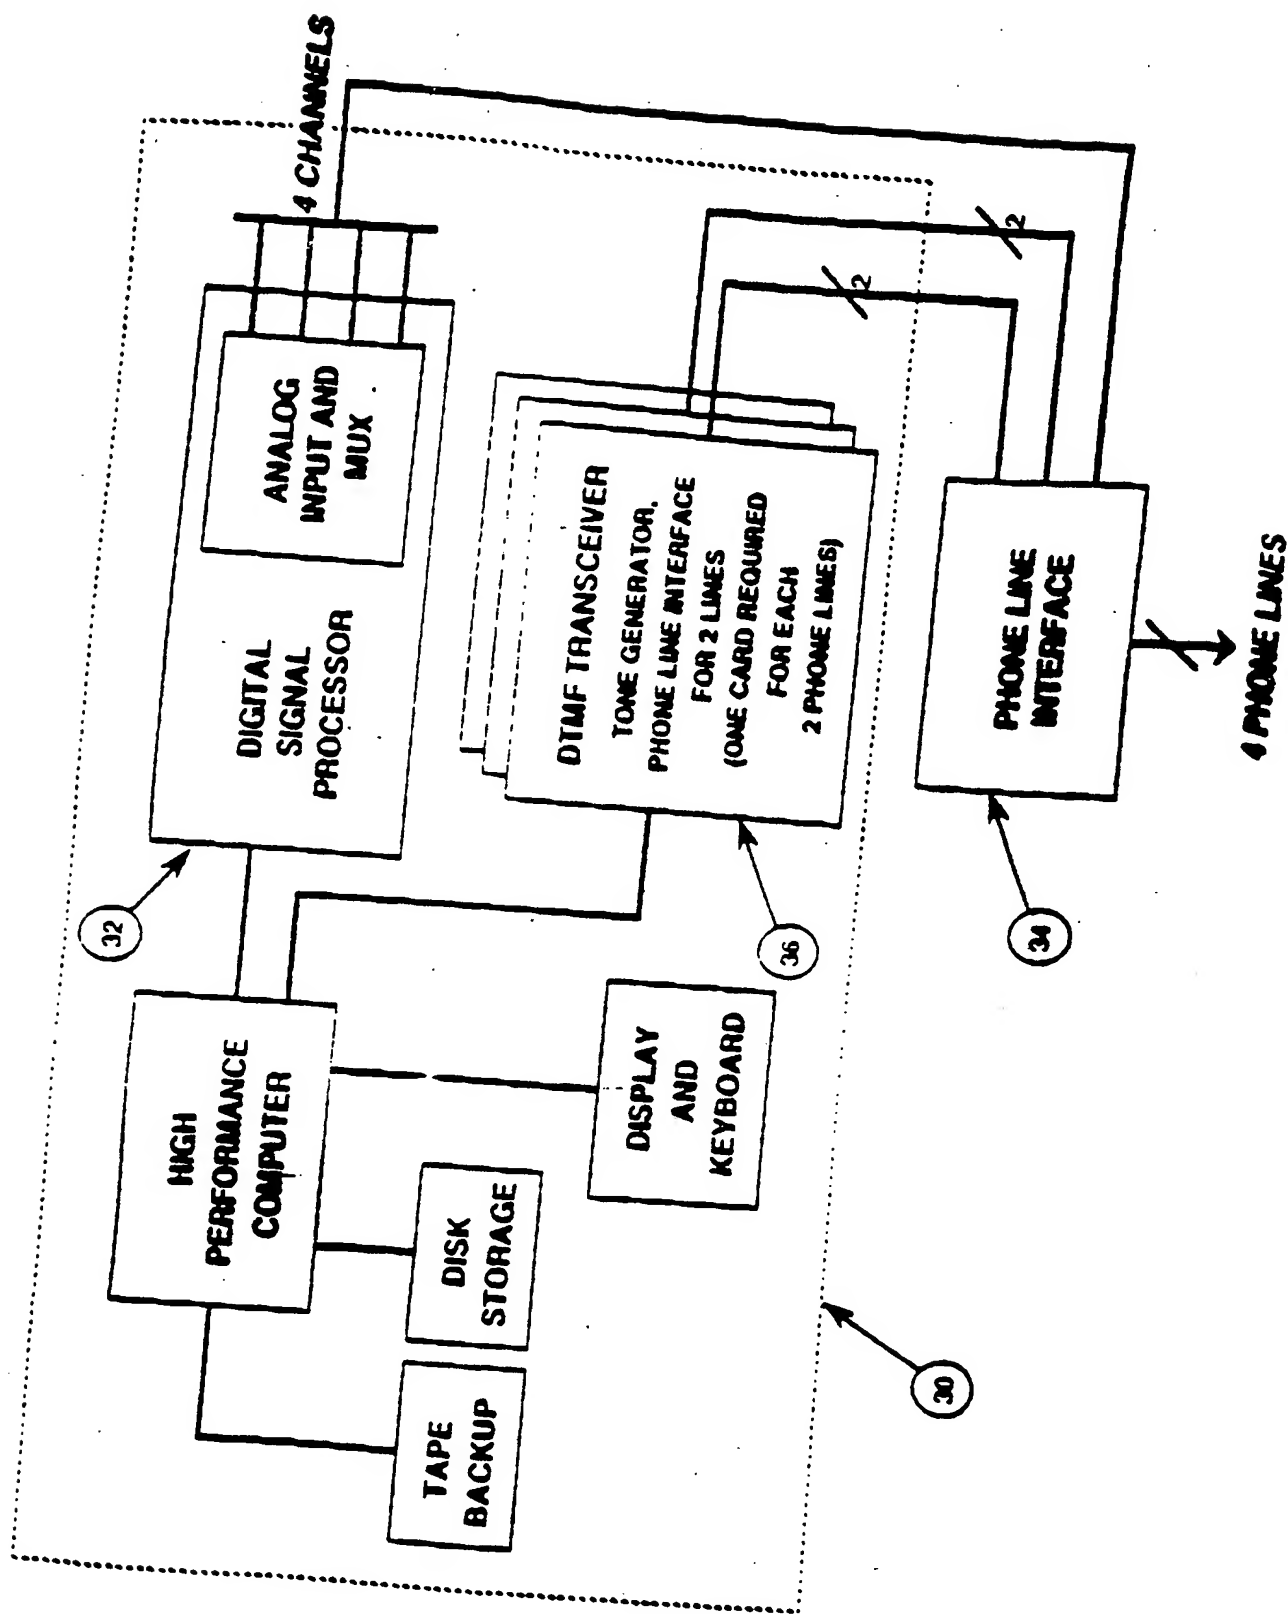 4 CHANNELS
ANALOG
INPUT AND
MUX
DIGITAL
SIGNAL
PROCESSOR
32
HIGH
PERFORMANCE
COMPUTER
DTMF TRANSCEIVER
TONE GENERATOR,
PHONE LINE INTERFACE
FOR 2 LINES
(ONE CARD REQUIRED
FOR EACH
2 PHONE LINES)
2
2
36
DISPLAY
AND
KEYBOARD
DISK
STORAGE
TAPE
BACKUP
PHONE LINE
INTERFACE
34
4 PHONE LINES
30